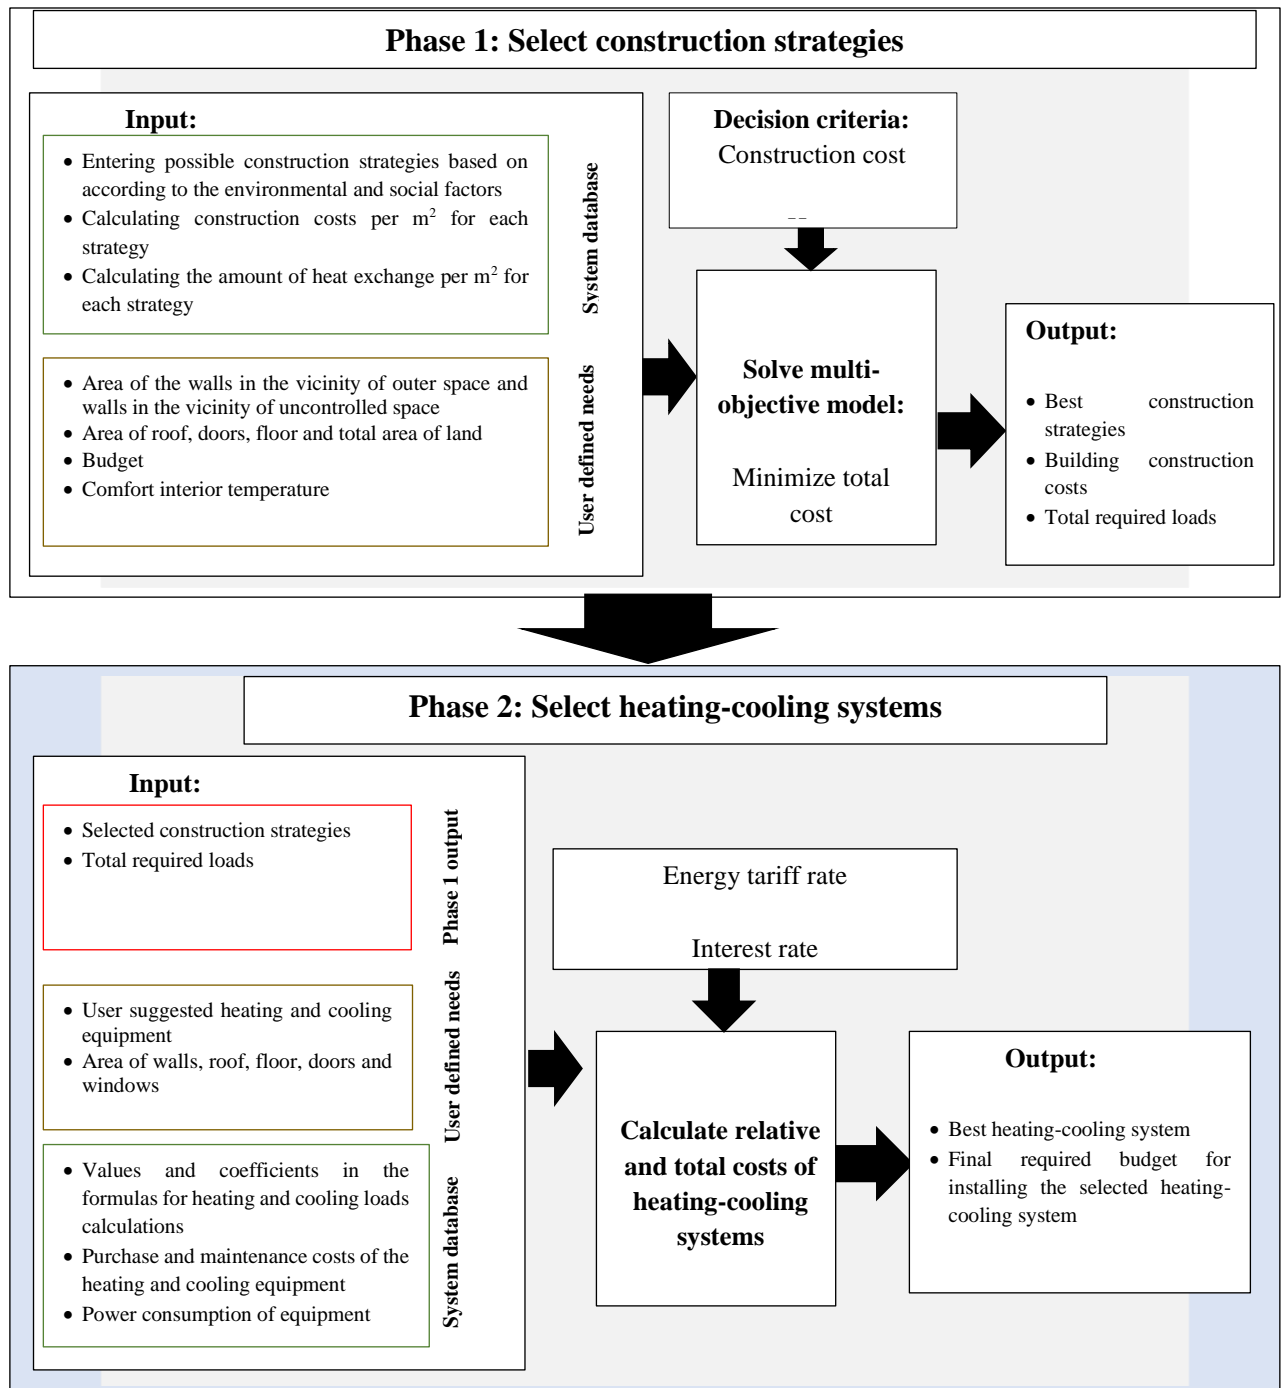 Phase 1: Select construction strategies
Input:
• Entering possible construction strategies based on
according to the environmental and social factors
• Calculating construction costs per m² for each
strategy
• Calculating the amount of heat exchange per m² for
each strategy
System database
• Area of the walls in the vicinity of outer space and
walls in the vicinity of uncontrolled space
• Area of roof, doors, floor and total area of land
• Budget
• Comfort interior temperature
User defined needs
Decision criteria:
Construction cost
Solve multi-
objective model:
Minimize total
cost
Output:
• Best construction
strategies
• Building construction
costs
• Total required loads
Phase 2: Select heating-cooling systems
Input:
• Selected construction strategies
• Total required loads
Phase 1 output
• User suggested heating and cooling
equipment
• Area of walls, roof, floor, doors and
windows
User defined needs
• Values and coefficients in the
formulas for heating and cooling loads
calculations
• Purchase and maintenance costs of the
heating and cooling equipment
• Power consumption of equipment
System database
Energy tariff rate
Interest rate
Calculate relative
and total costs of
heating-cooling
systems
Output:
• Best heating-cooling system
• Final required budget for
installing the selected heating-
cooling system